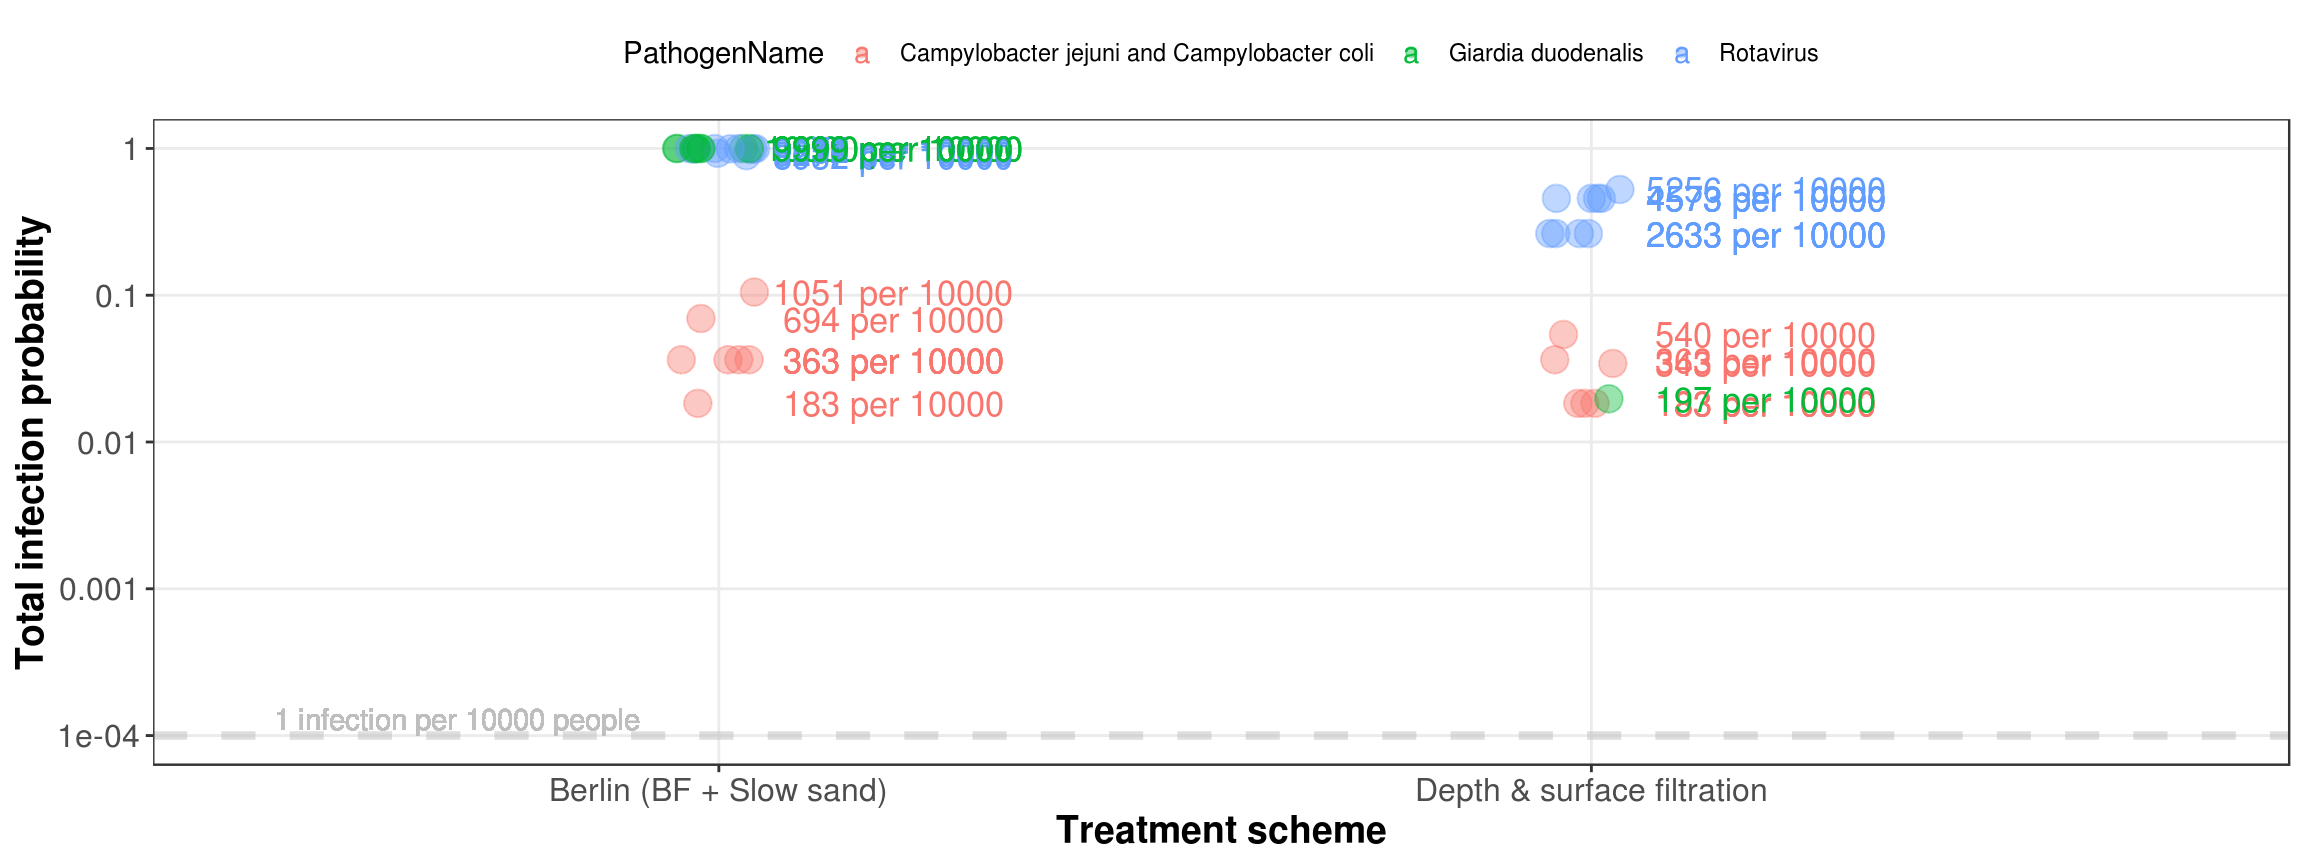 PathogenName a Campylobacter jejuni and Campylobacter coli a Giardia duodenalis a Rotavirus
Total infection probability
1
0.1
0.01
0.001
1e-04
per 10000
5256 per 10000
4573 per 10000
2633 per 10000
1051 per 10000
694 per 10000
363 per 10000
183 per 10000
540 per 10000
363 per 10000
343 per 10000
197 per 10000
183 per 10000
1 infection per 10000 people
Berlin (BF + Slow sand)
Depth & surface filtration
Treatment scheme